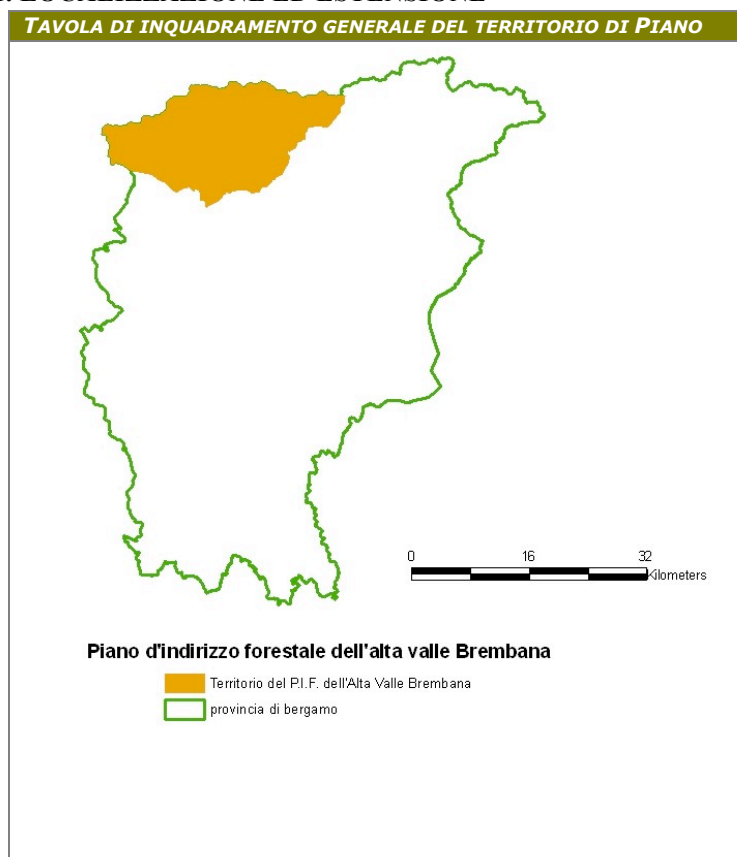 TAVOLA DI INQUADRAMENTO GENERALE DEL TERRITORIO DI PIANO
0 16 32
Kilometers
Piano d'indirizzo forestale dell'alta valle Brembana
Territorio del P.I.F. dell'Alta Valle Brembana
provincia di bergamo